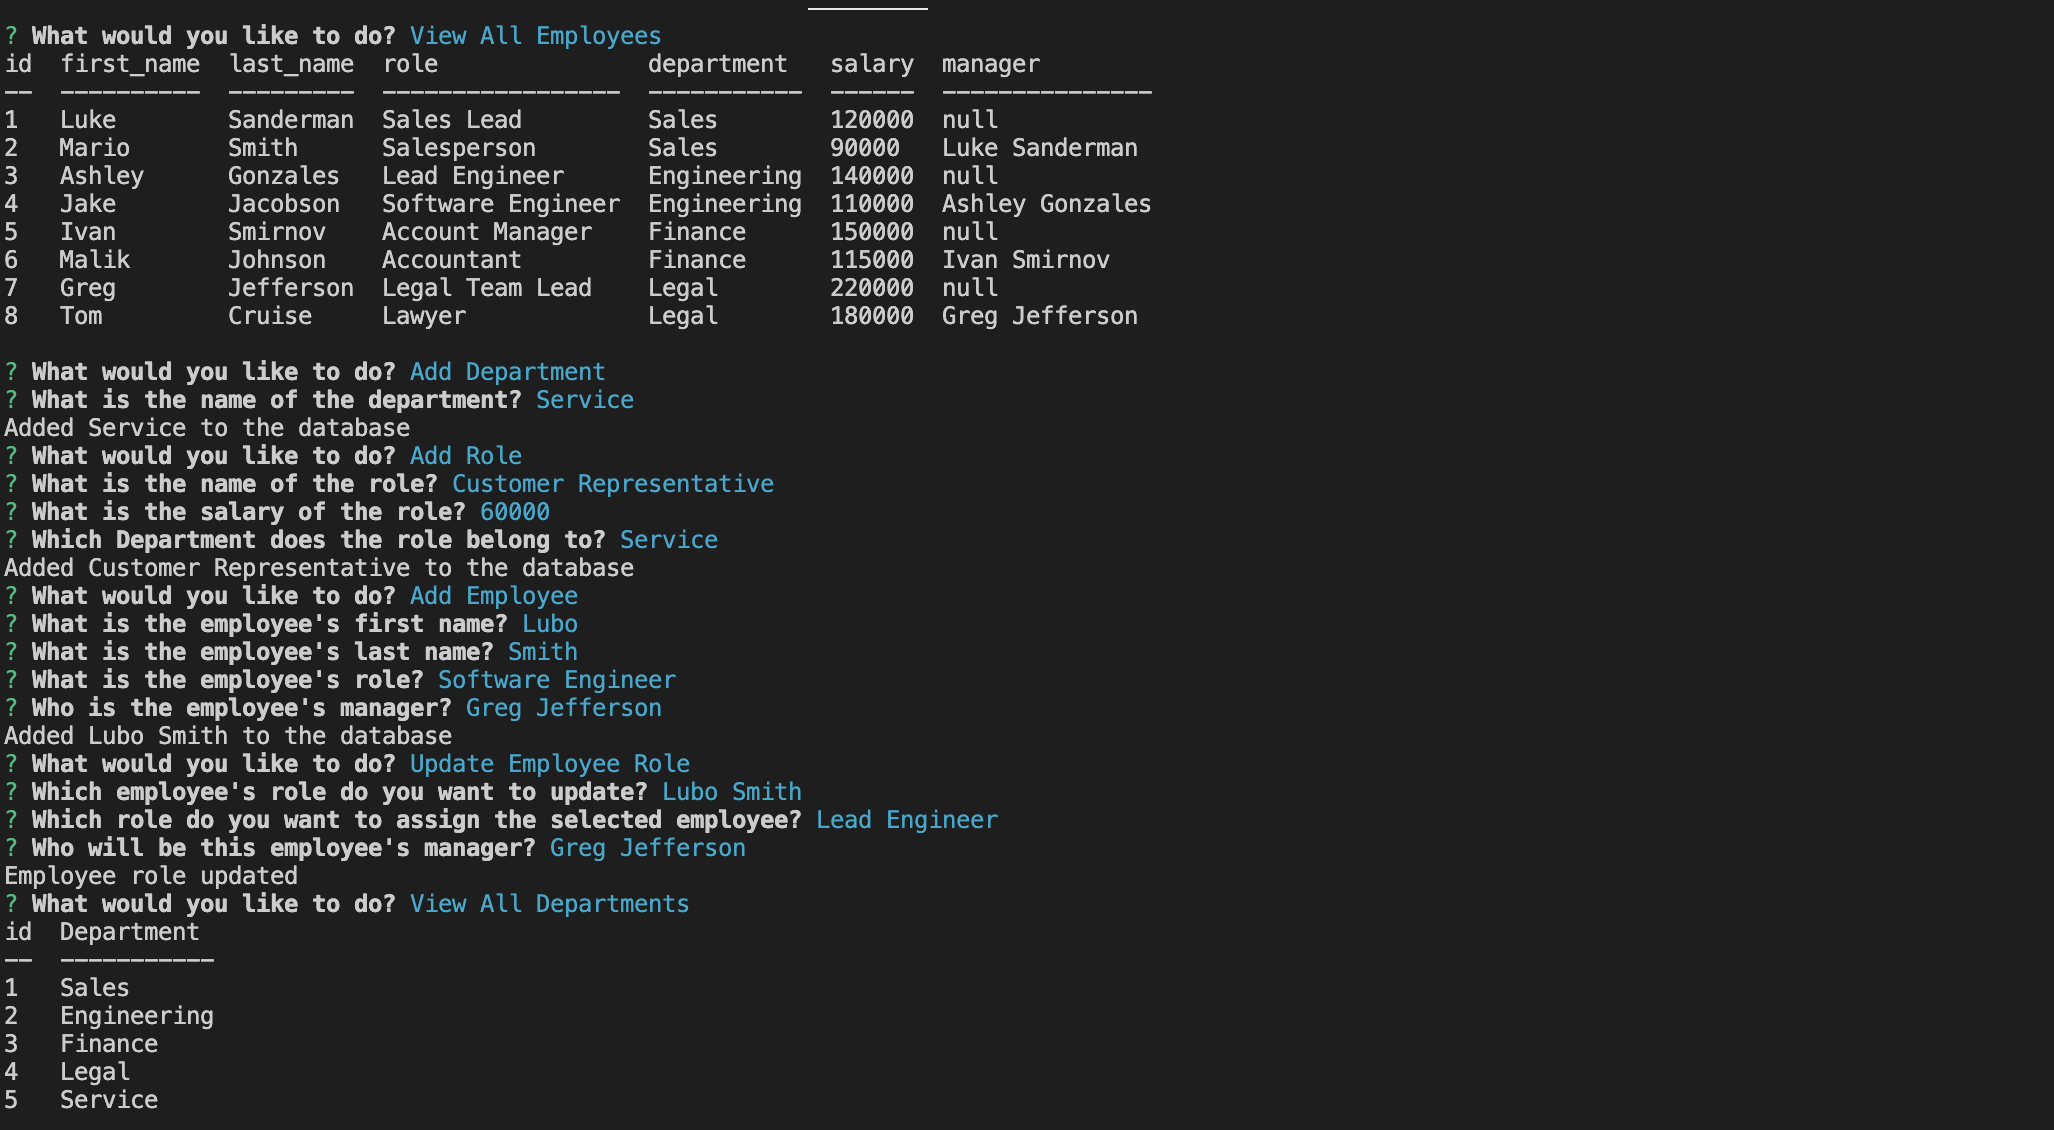 ? What would you like to do? View All Employees
id  first_name  last_name  role               department   salary  manager
--  ----------  ---------  -----------------  -----------  ------  ---------------
1   Luke        Sanderman  Sales Lead         Sales        120000  null
2   Mario       Smith      Salesperson        Sales        90000   Luke Sanderman
3   Ashley      Gonzales   Lead Engineer      Engineering  140000  null
4   Jake        Jacobson   Software Engineer  Engineering  110000  Ashley Gonzales
5   Ivan        Smirnov    Account Manager    Finance      150000  null
6   Malik       Johnson    Accountant         Finance      115000  Ivan Smirnov
7   Greg        Jefferson  Legal Team Lead    Legal        220000  null
8   Tom         Cruise     Lawyer             Legal        180000  Greg Jefferson
? What would you like to do? Add Department
? What is the name of the department? Service
Added Service to the database
? What would you like to do? Add Role
? What is the name of the role? Customer Representative
? What is the salary of the role? 60000
? Which Department does the role belong to? Service
Added Customer Representative to the database
? What would you like to do? Add Employee
? What is the employee's first name? Lubo
? What is the employee's last name? Smith
? What is the employee's role? Software Engineer
? Who is the employee's manager? Greg Jefferson
Added Lubo Smith to the database
? What would you like to do? Update Employee Role
? Which employee's role do you want to update? Lubo Smith
? Which role do you want to assign the selected employee? Lead Engineer
? Who will be this employee's manager? Greg Jefferson
Employee role updated
? What would you like to do? View All Departments
id  Department
--  -----------
1   Sales
2   Engineering
3   Finance
4   Legal
5   Service